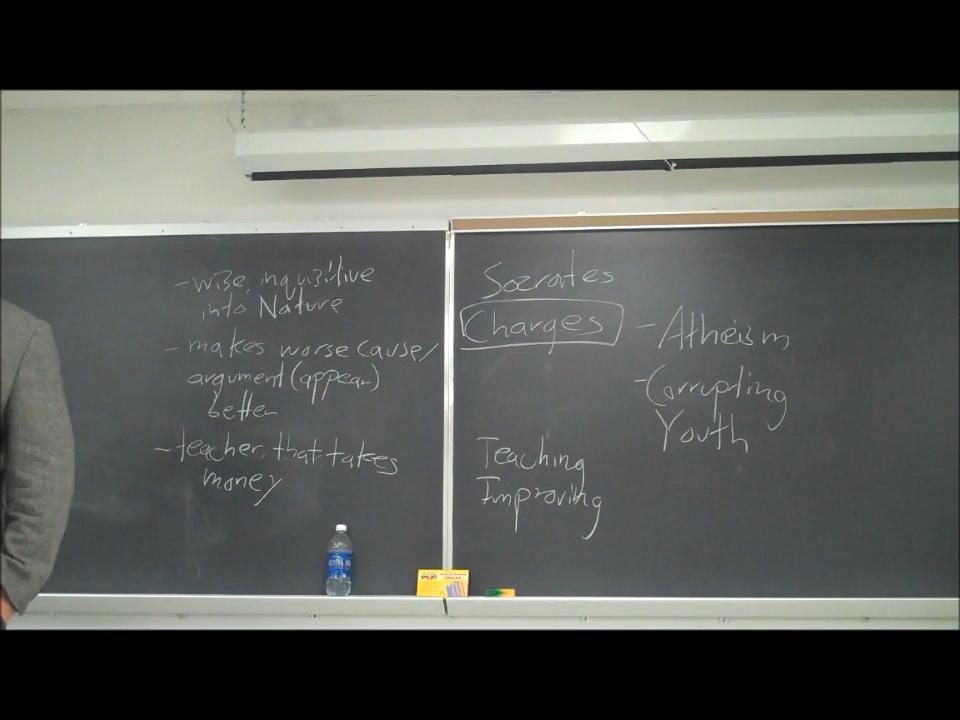 - wise, inquisitive
into Nature
- makes worse cause/
argument (appear)
better
- teacher, that takes
money
Socrates
Charges
- Atheism
- Corrupting
Youth
Teaching
Improving